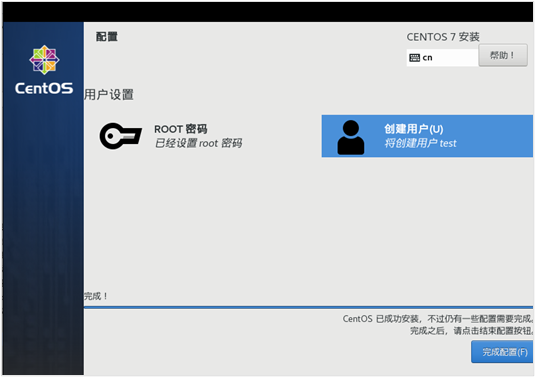 配置
CENTOS 7 安装
cn
帮助！
CentOS
用户设置
ROOT 密码
已经设置 root 密码
创建用户(U)
将创建用户 test
完成！
CentOS 已成功安装，不过仍有一些配置需要完成。
完成之后，请点击结束配置按钮。
完成配置(F)